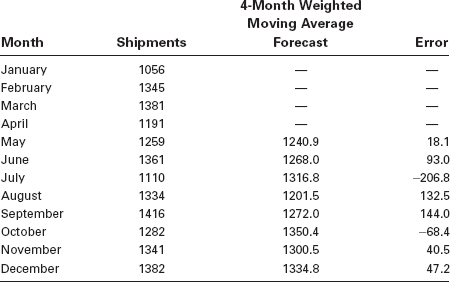 4-Month Weighted
Moving Average
Month Shipments Forecast Error
January 1056 — —
February 1345 — —
March 1381 — —
April 1191 — —
May 1259 1240.9 18.1
June 1361 1268.0 93.0
July 1110 1316.8 –206.8
August 1334 1201.5 132.5
September 1416 1272.0 144.0
October 1282 1350.4 –68.4
November 1341 1300.5 40.5
December 1382 1334.8 47.2